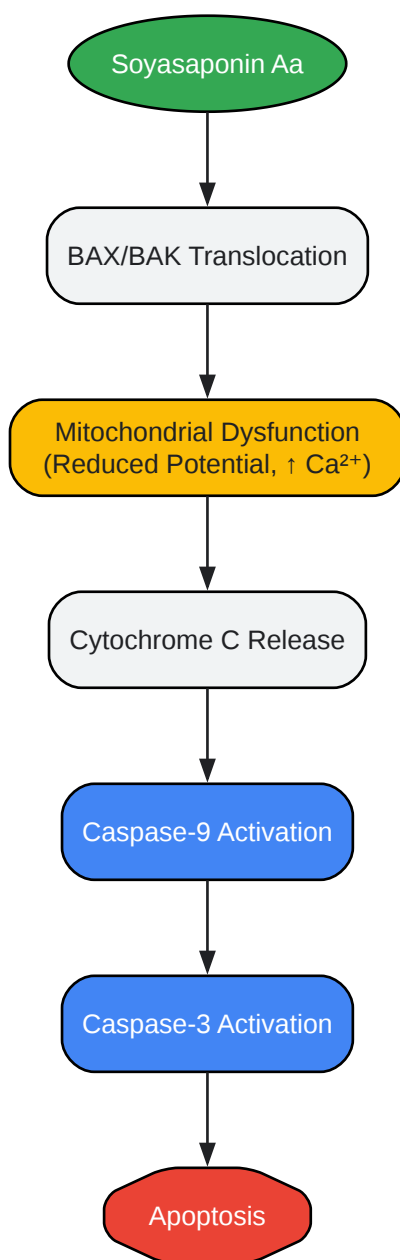 Soyasaponin Aa
BAX/BAK Translocation
Mitochondrial Dysfunction
(Reduced Potential, ↑ Ca²⁺)
Cytochrome C Release
Caspase-9 Activation
Caspase-3 Activation
Apoptosis